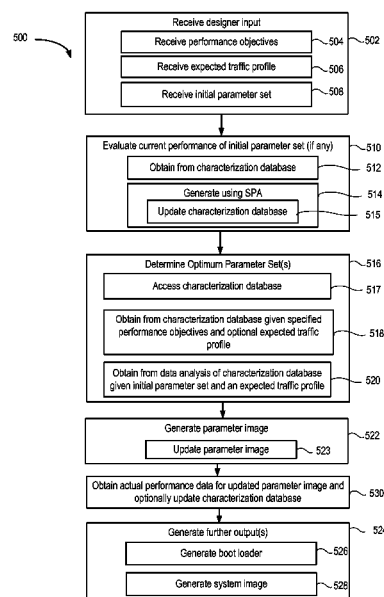 500
Receive designer input
502
Receive performance objectives
504
Receive expected traffic profile
506
Receive initial parameter set
508
Evaluate current performance of initial parameter set (if any)
510
Obtain from characterization database
512
Generate using SPA
514
Update characterization database
515
Determine Optimum Parameter Set(s)
516
Access characterization database
517
Obtain from characterization database given specified
performance objectives and optional expected traffic
profile
518
Obtain from data analysis of characterization database
given initial parameter set and an expected traffic profile
520
Generate parameter image
522
Update parameter image
523
Obtain actual performance data for updated parameter image and
optionally update characterization database
530
Generate further output(s)
524
Generate boot loader
526
Generate system image
528